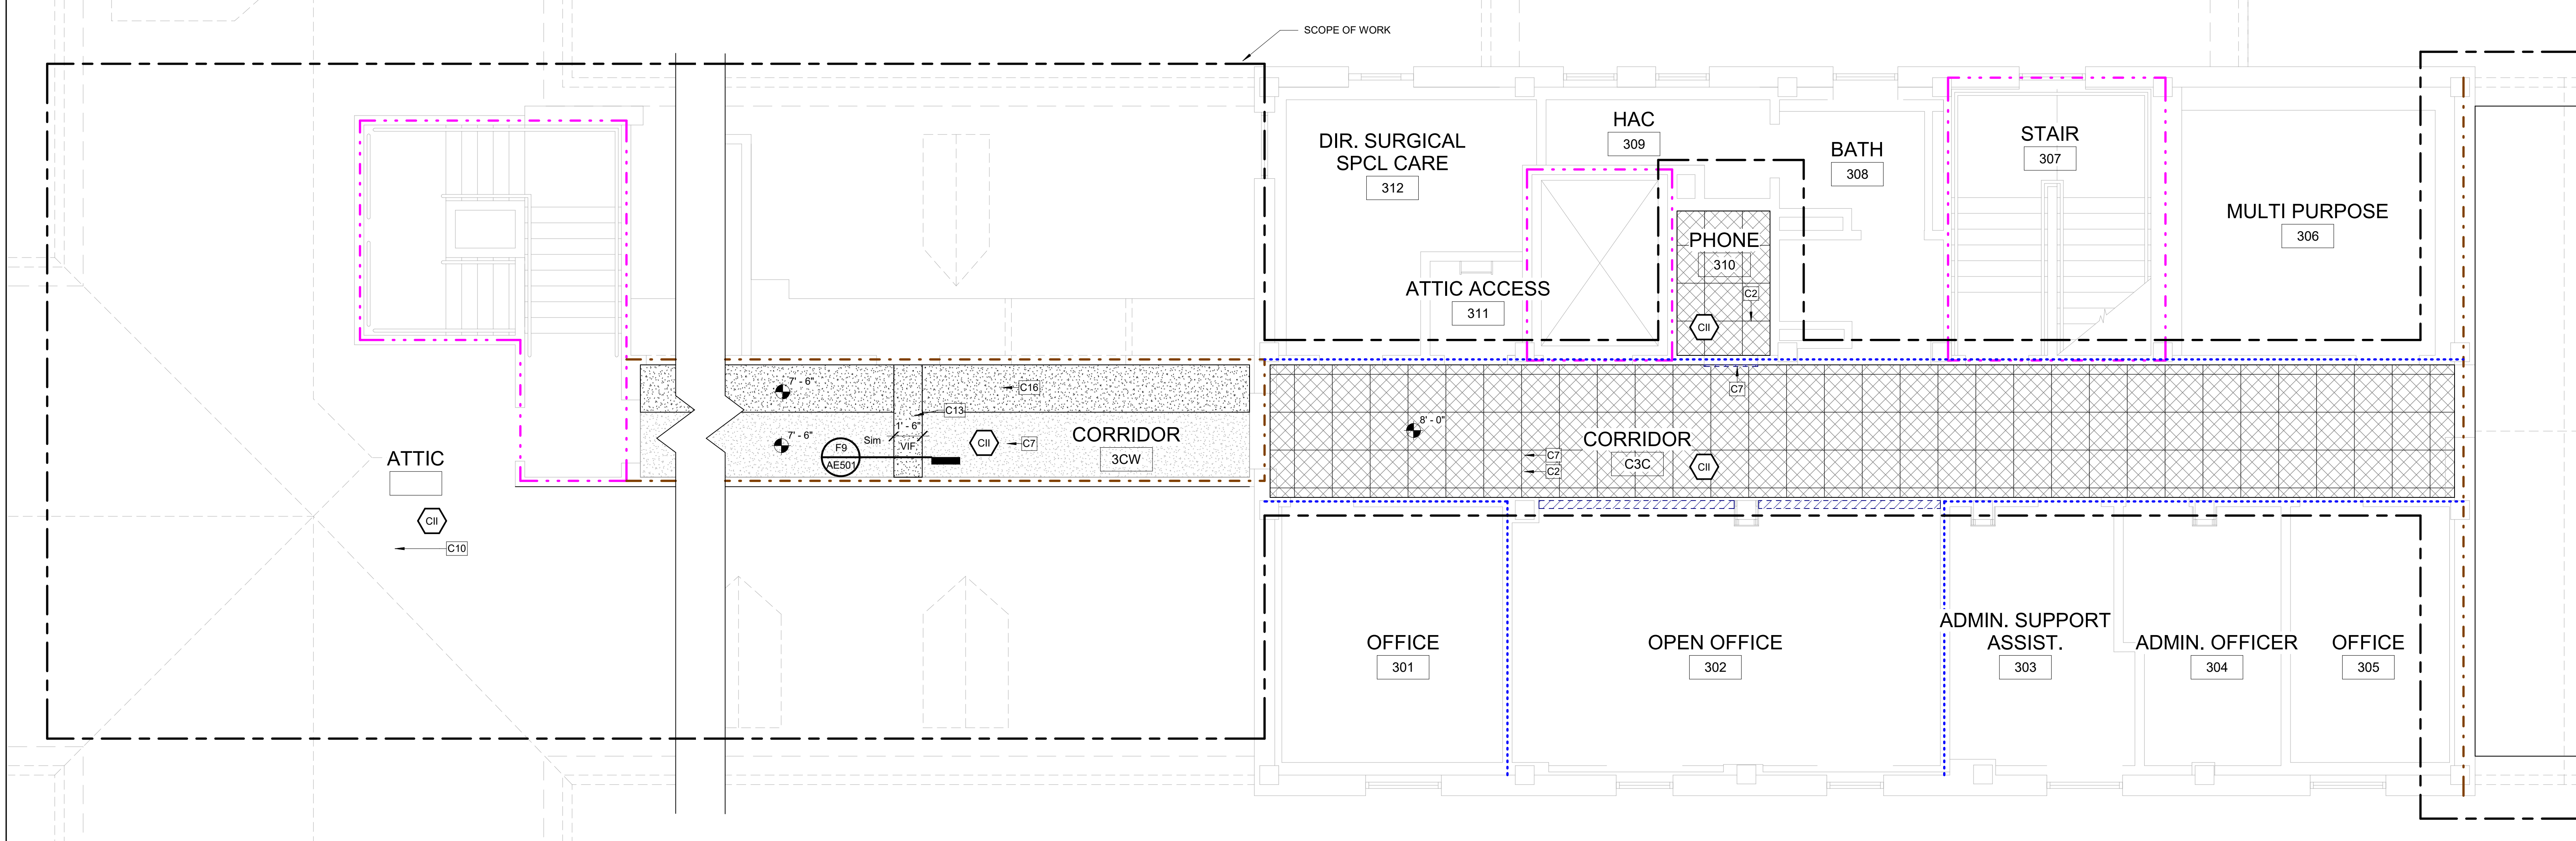 SCOPE OF WORK
DIR. SURGICAL
SPCL CARE
312
HAC
309
BATH
308
STAIR
307
MULTI PURPOSE
306
PHONE
310
C2
CII
ATTIC ACCESS
311
7' - 6"
C16
C13
1' - 6"
VIF
7' - 6"
Sim
F9
AE501
CII
C7
CORRIDOR
3CW
C7
8' - 0"
CORRIDOR
C3C
C7
C2
CII
ATTIC
CII
C10
OFFICE
301
OPEN OFFICE
302
ADMIN. SUPPORT
ASSIST.
303
ADMIN. OFFICER
304
OFFICE
305